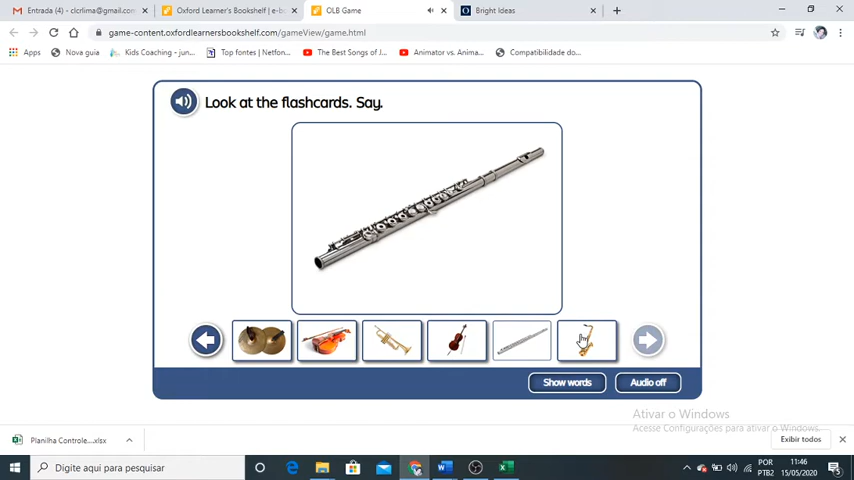 Entrada (4) - clcrlima@gmail.com
Oxford Learner's Bookshelf | e-b
OLB Game
Bright Ideas
game-content.oxfordlearnersbookshelf.com/gameView/game.html
Apps
Nova guia
Kids Coaching - jun...
Top fontes | Netfon...
The Best Songs of J...
Animator vs. Anima...
Compatibilidade do...
Look at the flashcards. Say.
Show words
Audio off
Ativar o Windows
Acesse Configurações para ativar o Windows.
Planilha Controle....xlsx
Exibir todos
Digite aqui para pesquisar
POR
PTB2
11:46
15/05/2020
5